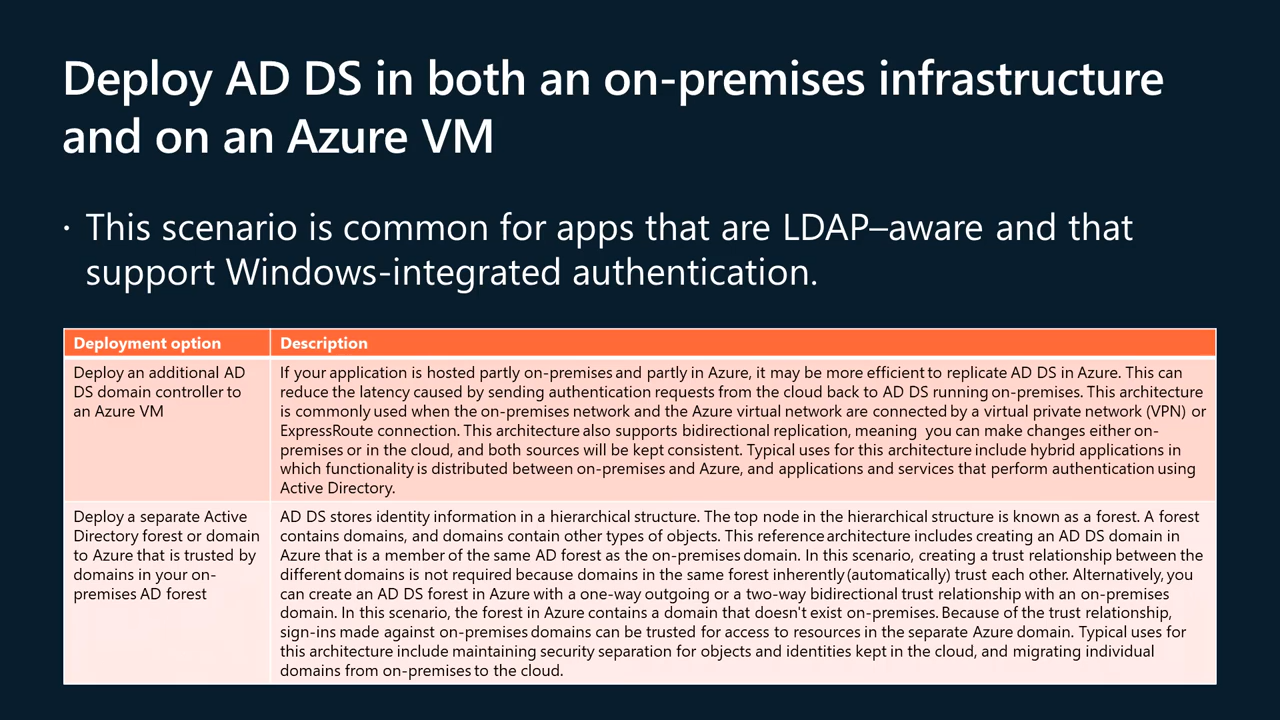 Deploy AD DS in both an on-premises infrastructure
and on an Azure VM
· This scenario is common for apps that are LDAP–aware and that
support Windows-integrated authentication.
Deployment option
Description
Deploy an additional AD
DS domain controller to
an Azure VM
If your application is hosted partly on-premises and partly in Azure, it may be more efficient to replicate AD DS in Azure. This can
reduce the latency caused by sending authentication requests from the cloud back to AD DS running on-premises. This architecture
is commonly used when the on-premises network and the Azure virtual network are connected by a virtual private network (VPN) or
ExpressRoute connection. This architecture also supports bidirectional replication, meaning  you can make changes either on-
premises or in the cloud, and both sources will be kept consistent. Typical uses for this architecture include hybrid applications in
which functionality is distributed between on-premises and Azure, and applications and services that perform authentication using
Active Directory.
Deploy a separate Active
Directory forest or domain
to Azure that is trusted by
domains in your on-
premises AD forest
AD DS stores identity information in a hierarchical structure. The top node in the hierarchical structure is known as a forest. A forest
contains domains, and domains contain other types of objects. This reference architecture includes creating an AD DS domain in
Azure that is a member of the same AD forest as the on-premises domain. In this scenario, creating a trust relationship between the
different domains is not required because domains in the same forest inherently (automatically) trust each other. Alternatively, you
can create an AD DS forest in Azure with a one-way outgoing or a two-way bidirectional trust relationship with an on-premises
domain. In this scenario, the forest in Azure contains a domain that doesn't exist on-premises. Because of the trust relationship,
sign-ins made against on-premises domains can be trusted for access to resources in the separate Azure domain. Typical uses for
this architecture include maintaining security separation for objects and identities kept in the cloud, and migrating individual
domains from on-premises to the cloud.